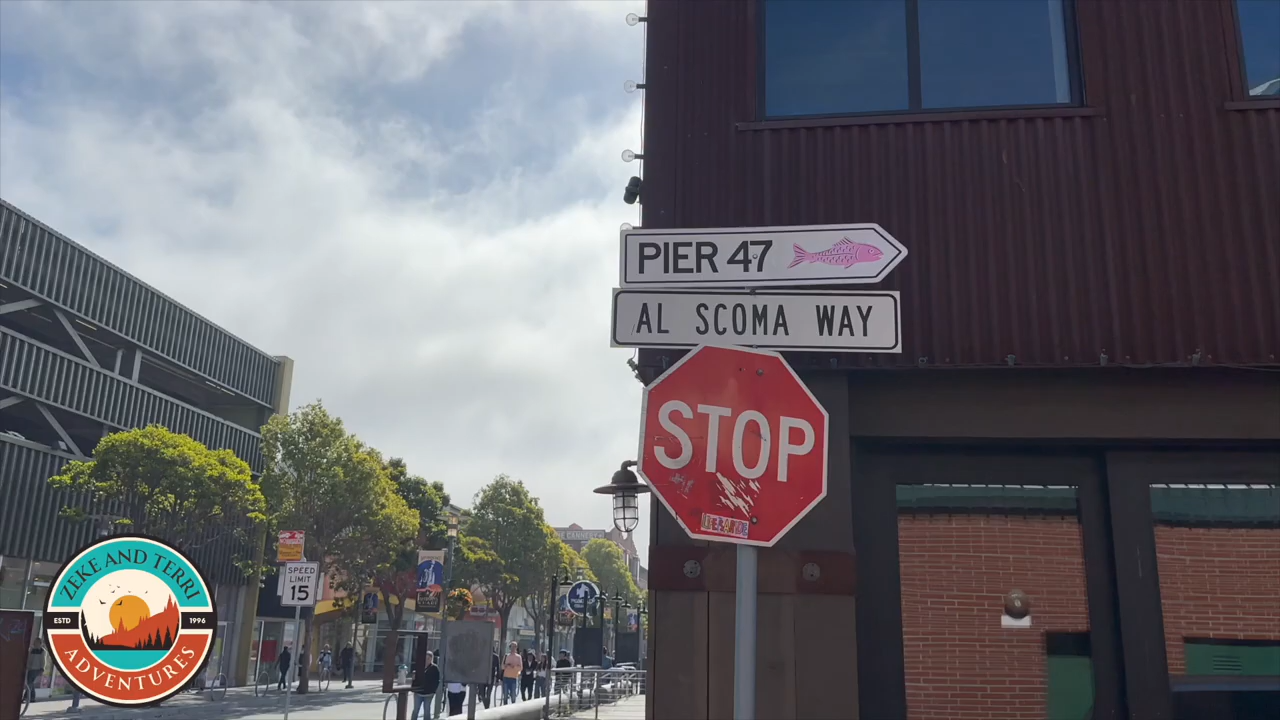 PIER 47
AL SCOMA WAY
STOP
SPEED
LIMIT
15
ZEKE AND TERRI
ESTD
1996
ADVENTURES